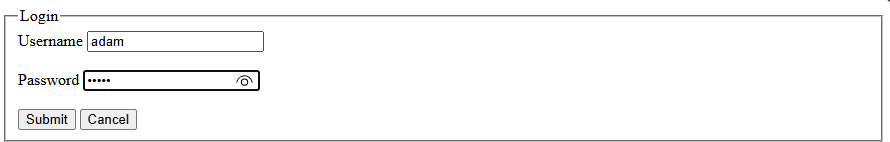 Login
Username adam
Password •••••
Submit Cancel